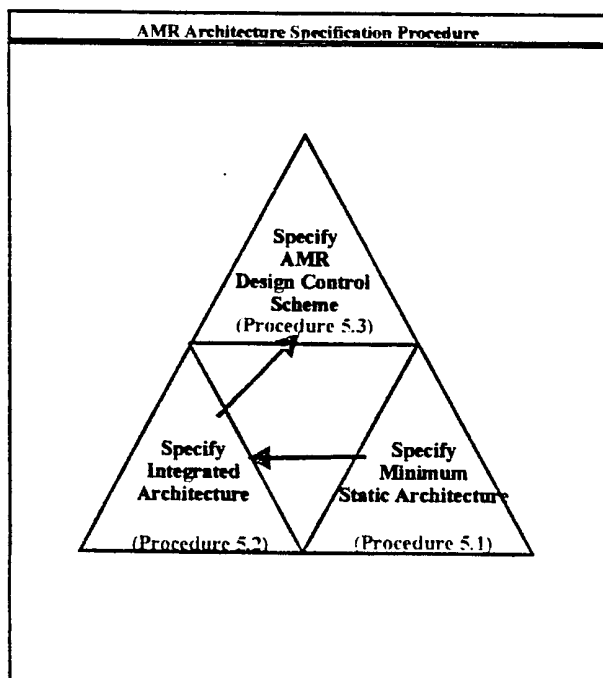 AMR Architecture Specification Procedure
Specify
AMR
Design Control
Scheme
(Procedure 5.3)
Specify
Integrated
Architecture
(Procedure 5.2)
Specify
Minimum
Static Architecture
(Procedure 5.1)